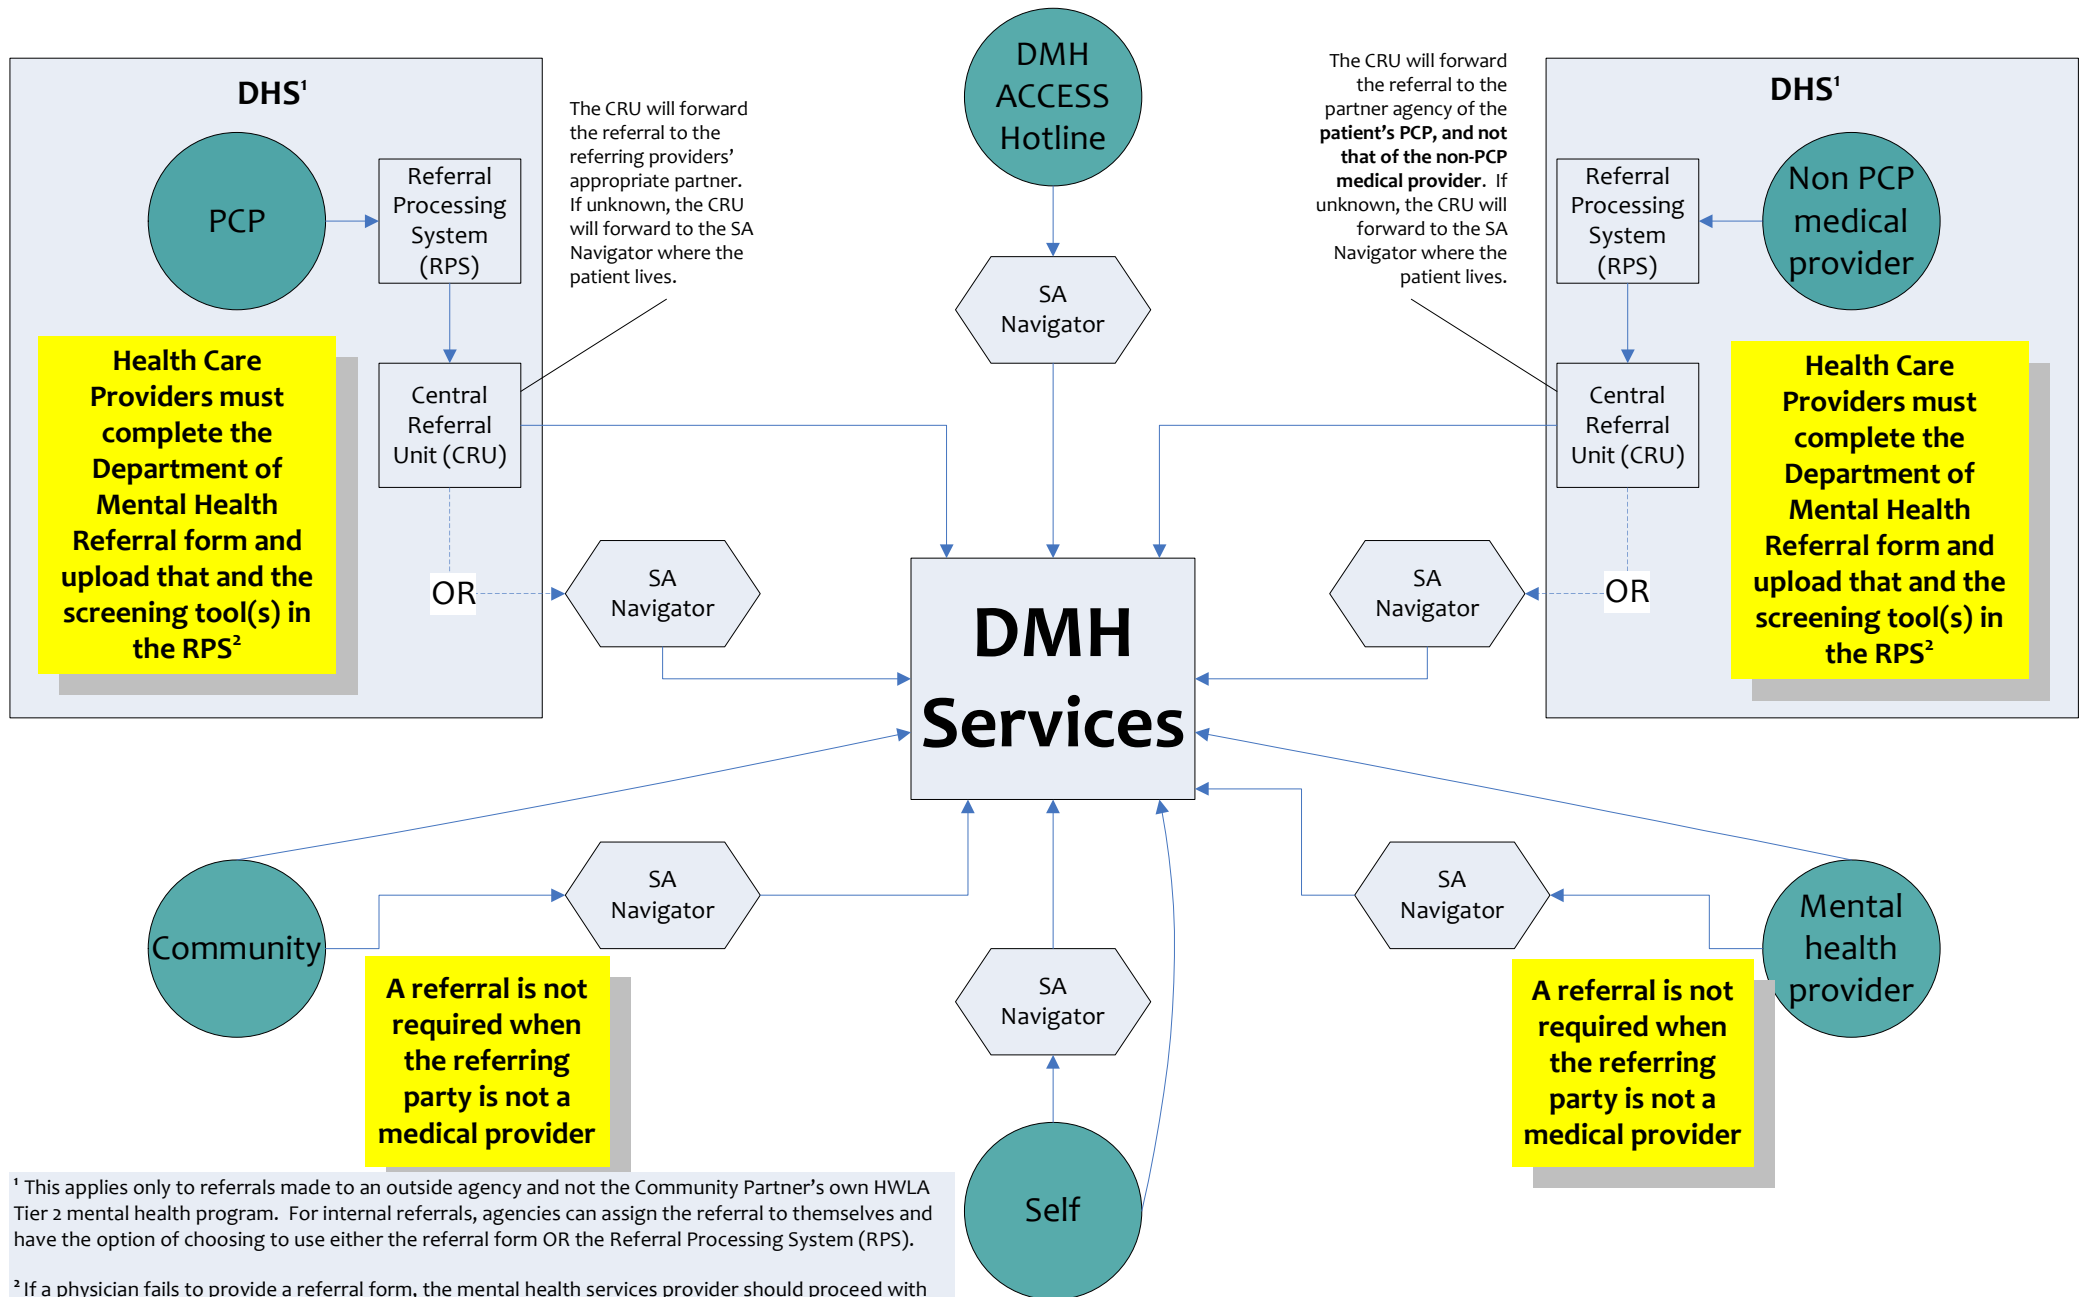 DHS¹
PCP
Referral
Processing
System
(RPS)
Central
Referral
Unit (CRU)
Health Care
Providers must
complete the
Department of
Mental Health
Referral form and
upload that and the
screening tool(s) in
the RPS²
OR
The CRU will forward
the referral to the
referring providers’
appropriate partner.
If unknown, the CRU
will forward to the SA
Navigator where the
patient lives.
SA
Navigator
DMH
ACCESS
Hotline
SA
Navigator
The CRU will forward
the referral to the
partner agency of the
patient’s PCP, and not
that of the non-PCP
medical provider. If
unknown, the CRU will
forward to the SA
Navigator where the
patient lives.
DHS¹
Referral
Processing
System
(RPS)
Non PCP
medical
provider
Central
Referral
Unit (CRU)
Health Care
Providers must
complete the
Department of
Mental Health
Referral form and
upload that and the
screening tool(s) in
the RPS²
OR
SA
Navigator
DMH
Services
Community
SA
Navigator
A referral is not
required when
the referring
party is not a
medical provider
SA
Navigator
Self
SA
Navigator
Mental
health
provider
A referral is not
required when
the referring
party is not a
medical provider
¹ This applies only to referrals made to an outside agency and not the Community Partner’s own HWLA
Tier 2 mental health program. For internal referrals, agencies can assign the referral to themselves and
have the option of choosing to use either the referral form OR the Referral Processing System (RPS).
² If a physician fails to provide a referral form, the mental health services provider should proceed with